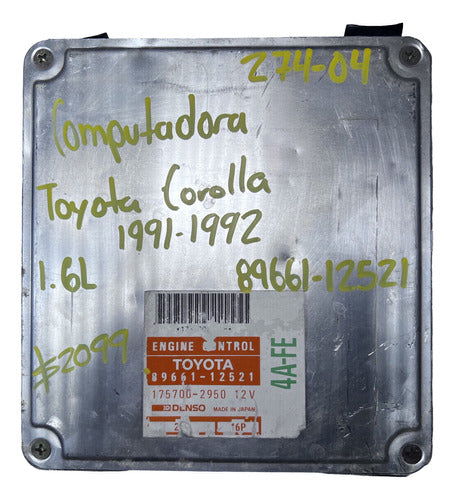 274-04
Computadora
Toyota Corolla
1991-1992
1.6L 89661-12521
$2099
ENGINE CONTROL
TOYOTA
89661-12521
175700-2950 12V
DENSO MADE IN JAPAN
4A-FE